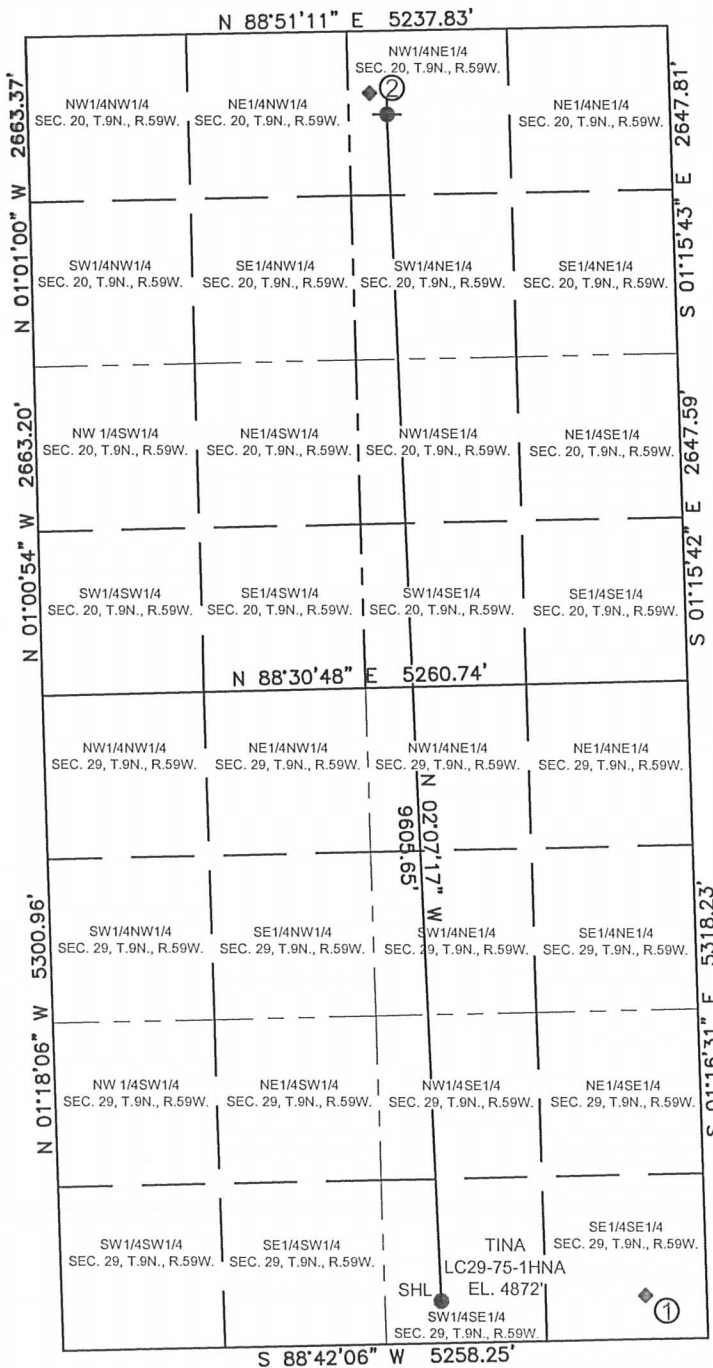 N 88°51'11" E 5237.83'
NW1/4NE1/4
SEC. 20, T.9N., R.59W.
②
NW1/4NW1/4
SEC. 20, T.9N., R.59W.
NE1/4NW1/4
SEC. 20, T.9N., R.59W.
NE1/4NE1/4
SEC. 20, T.9N., R.59W.
N 01°01'00" W 2663.37'
S 01°15'43" E 2647.81'
SW1/4NW1/4
SEC. 20, T.9N., R.59W.
SE1/4NW1/4
SEC. 20, T.9N., R.59W.
SW1/4NE1/4
SEC. 20, T.9N., R.59W.
SE1/4NE1/4
SEC. 20, T.9N., R.59W.
NW 1/4SW1/4
SEC. 20, T.9N., R.59W.
NE1/4SW1/4
SEC. 20, T.9N., R.59W.
NW1/4SE1/4
SEC. 20, T.9N., R.59W.
NE1/4SE1/4
SEC. 20, T.9N., R.59W.
N 01°00'54" W 2663.20'
S 01°15'42" E 2647.59'
SW1/4SW1/4
SEC. 20, T.9N., R.59W.
SE1/4SW1/4
SEC. 20, T.9N., R.59W.
SW1/4SE1/4
SEC. 20, T.9N., R.59W.
SE1/4SE1/4
SEC. 20, T.9N., R.59W.
N 88°30'48" E 5260.74'
NW1/4NW1/4
SEC. 29, T.9N., R.59W.
NE1/4NW1/4
SEC. 29, T.9N., R.59W.
NW1/4NE1/4
SEC. 29, T.9N., R.59W.
NE1/4NE1/4
SEC. 29, T.9N., R.59W.
N 02°07'17" W
9605.65'
SW1/4NW1/4
SEC. 29, T.9N., R.59W.
SE1/4NW1/4
SEC. 29, T.9N., R.59W.
SW1/4NE1/4
SEC. 29, T.9N., R.59W.
SE1/4NE1/4
SEC. 29, T.9N., R.59W.
N 01°18'06" W 5300.96'
S 01°16'31" E 5318.23'
NW 1/4SW1/4
SEC. 29, T.9N., R.59W.
NE1/4SW1/4
SEC. 29, T.9N., R.59W.
NW1/4SE1/4
SEC. 29, T.9N., R.59W.
NE1/4SE1/4
SEC. 29, T.9N., R.59W.
SW1/4SW1/4
SEC. 29, T.9N., R.59W.
SE1/4SW1/4
SEC. 29, T.9N., R.59W.
SE1/4SE1/4
SEC. 29, T.9N., R.59W.
TINA
LC29-75-1HNA
EL. 4872'
SHL
①
SW1/4SE1/4
SEC. 29, T.9N., R.59W.
S 88°42'06" W 5258.25'